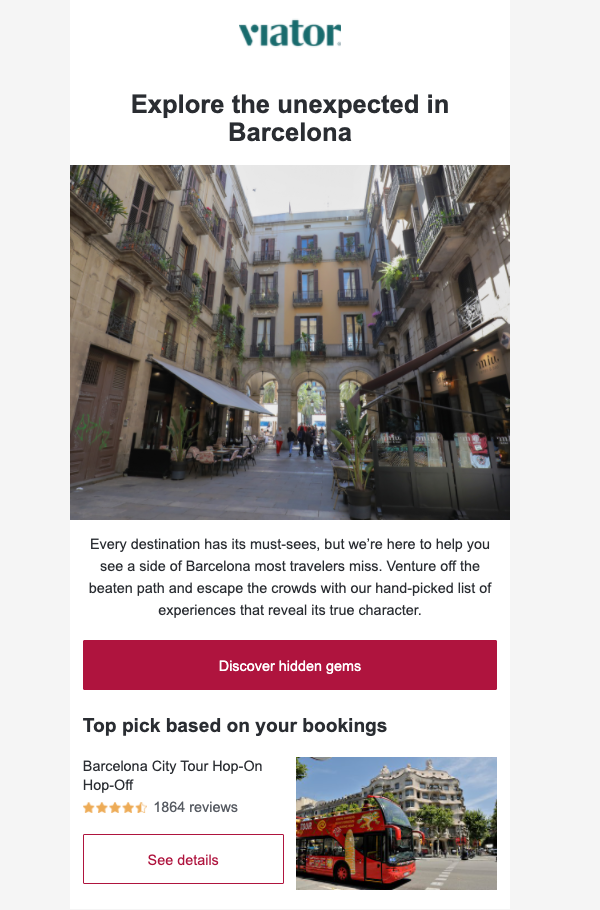 viator
Explore the unexpected in
Barcelona
Every destination has its must-sees, but we’re here to help you
see a side of Barcelona most travelers miss. Venture off the
beaten path and escape the crowds with our hand-picked list of
experiences that reveal its true character.
Discover hidden gems
Top pick based on your bookings
Barcelona City Tour Hop-On
Hop-Off
1864 reviews
See details